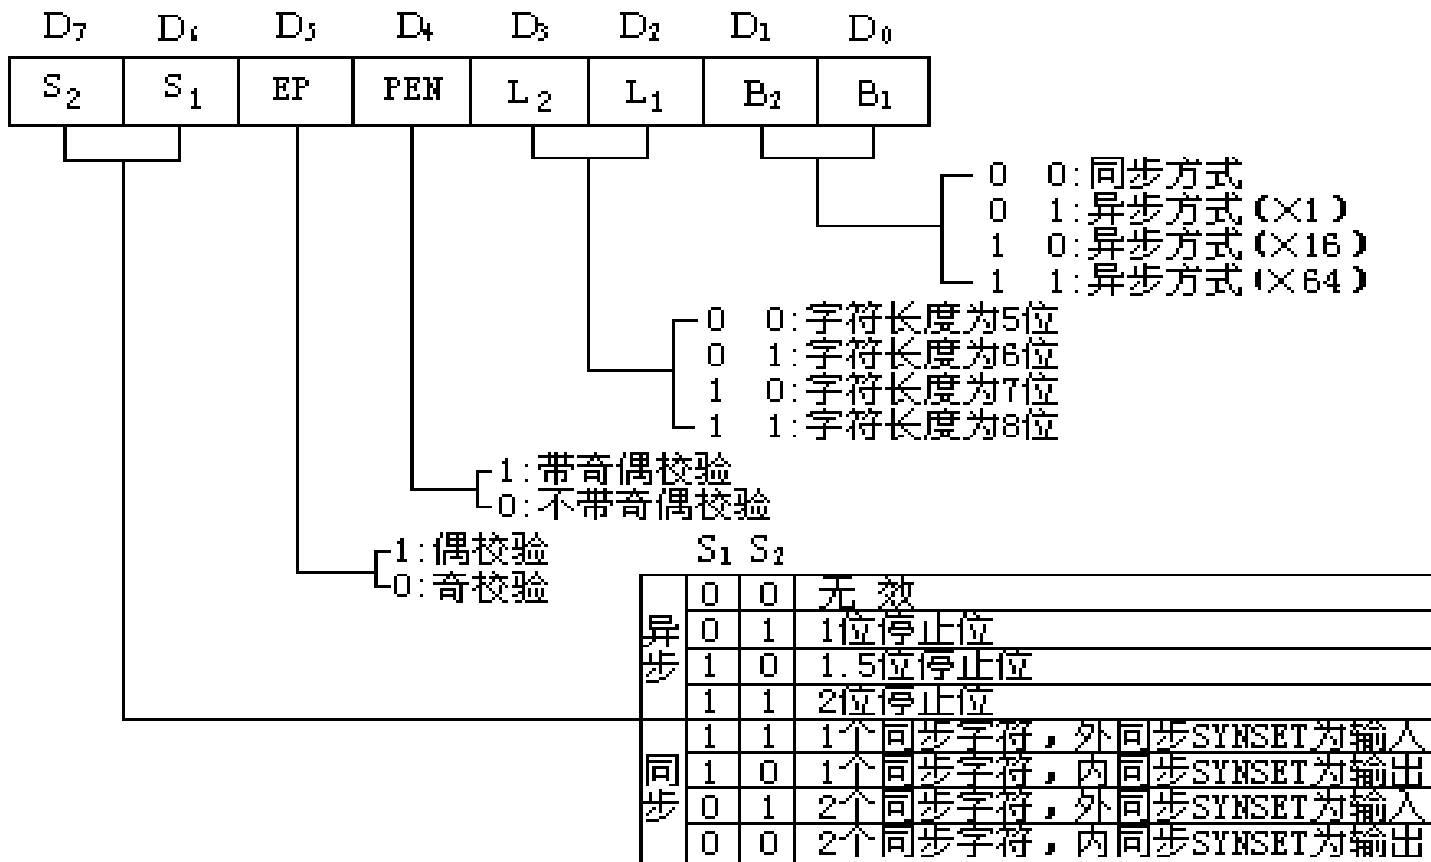 D7 D6 D5 D4 D3 D2 D1 D0
S2 S1 EP PEN L2 L1 B2 B1
0 0:同步方式
0 1:异步方式(×1)
1 0:异步方式(×16)
1 1:异步方式(×64)
0 0:字符长度为5位
0 1:字符长度为6位
1 0:字符长度为7位
1 1:字符长度为8位
1:带奇偶校验
0:不带奇偶校验
1:偶校验
0:奇校验
S1 S2
异步
0 0 无 效
0 1 1位停止位
1 0 1.5位停止位
1 1 2位停止位
同步
1 1 1个同步字符，外同步SYNSET为输入
1 0 1个同步字符，内同步SYNSET为输出
0 1 2个同步字符，外同步SYNSET为输入
0 0 2个同步字符，内同步SYNSET为输出